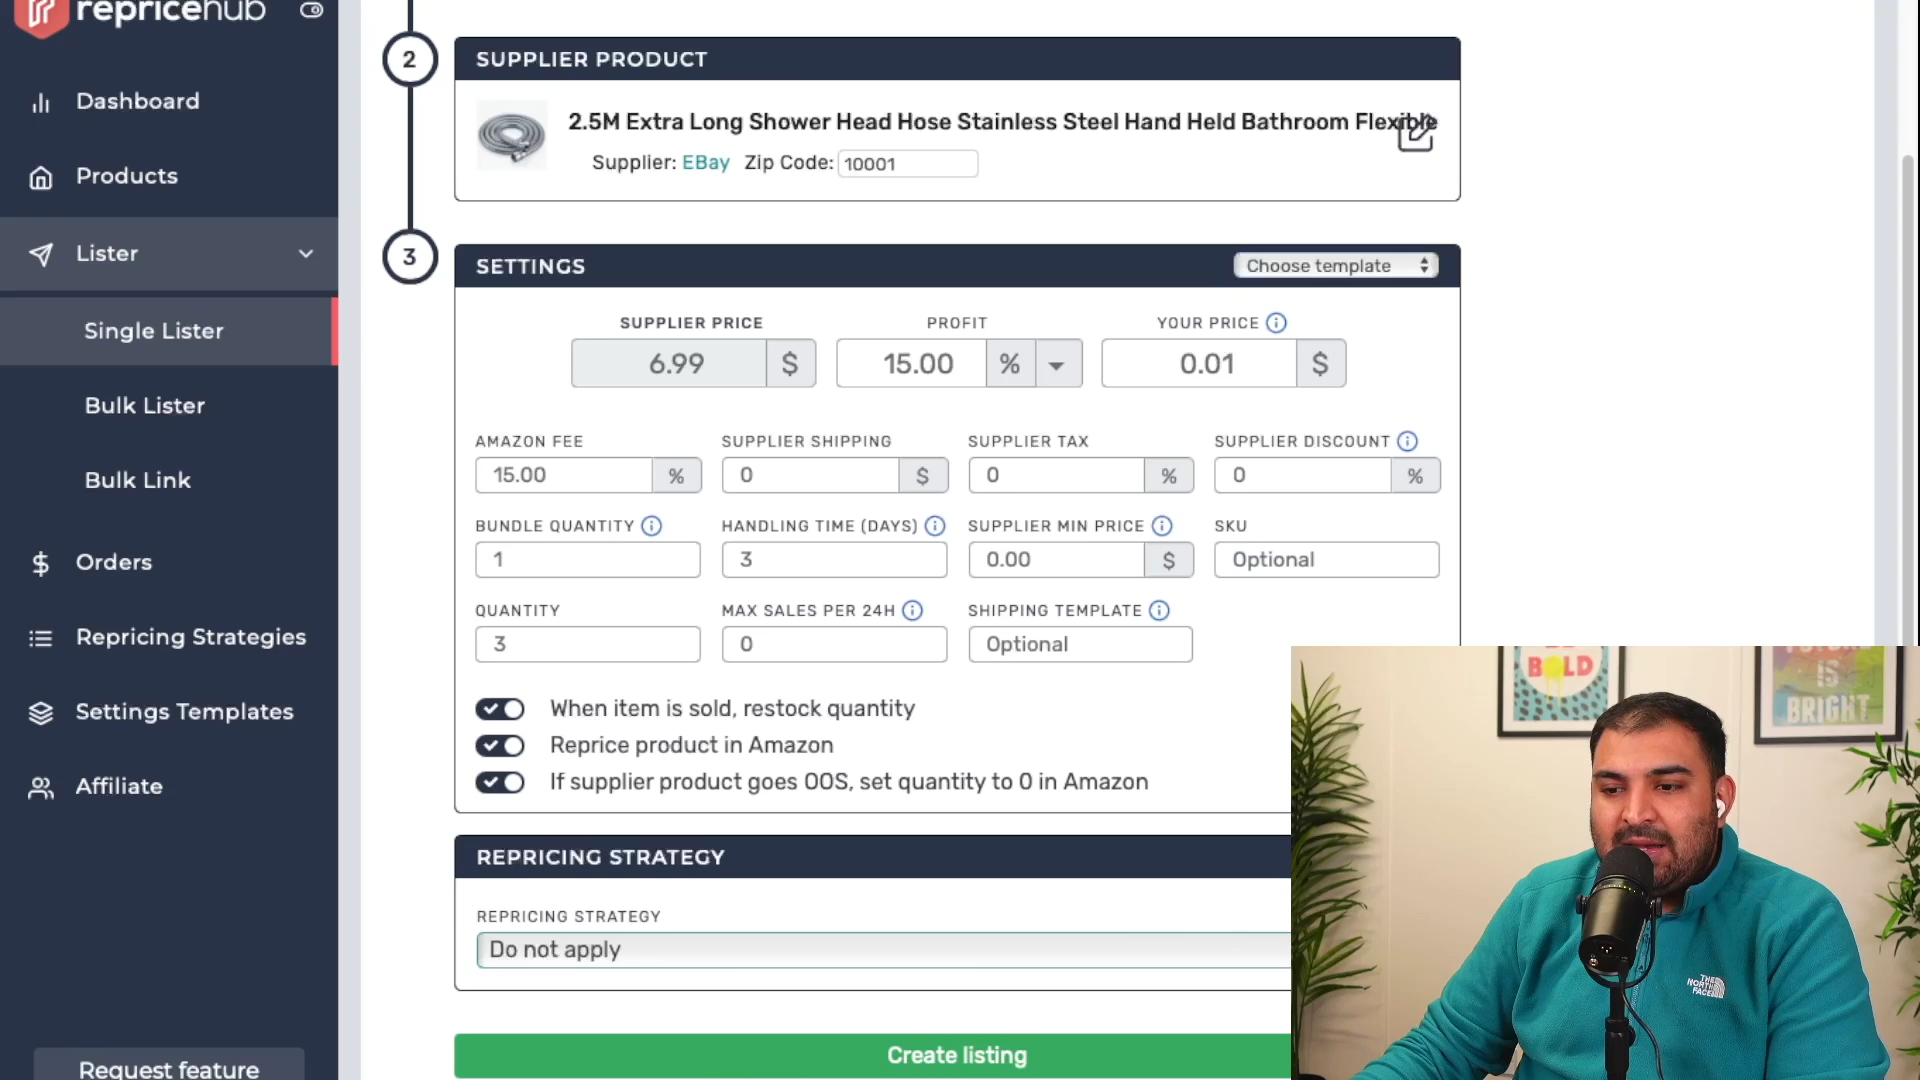 repricehub
Dashboard
Products
Lister
Single Lister
Bulk Lister
Bulk Link
Orders
Repricing Strategies
Settings Templates
Affiliate
Request feature
2
SUPPLIER PRODUCT
2.5M Extra Long Shower Head Hose Stainless Steel Hand Held Bathroom Flexible
Supplier: EBay Zip Code: 10001
3
SETTINGS
Choose template
SUPPLIER PRICE
6.99 $
PROFIT
15.00 %
YOUR PRICE
0.01 $
AMAZON FEE
15.00 %
SUPPLIER SHIPPING
0 $
SUPPLIER TAX
0 %
SUPPLIER DISCOUNT
0 %
BUNDLE QUANTITY
1
HANDLING TIME (DAYS)
3
SUPPLIER MIN PRICE
0.00 $
SKU
Optional
QUANTITY
3
MAX SALES PER 24H
0
SHIPPING TEMPLATE
Optional
When item is sold, restock quantity
Reprice product in Amazon
If supplier product goes OOS, set quantity to 0 in Amazon
REPRICING STRATEGY
REPRICING STRATEGY
Do not apply
Create listing
BOLD
IS
BRIGHT
THE
NORTH
FACE